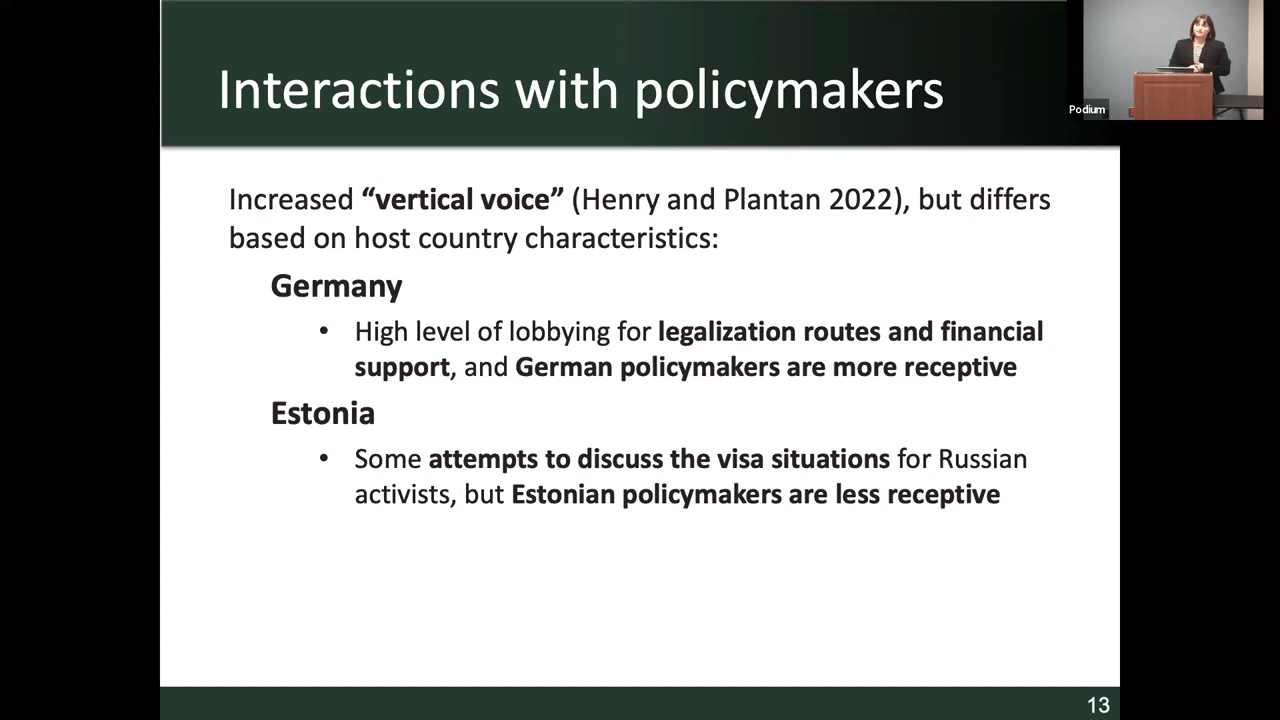 Interactions with policymakers
Podium
Increased “vertical voice” (Henry and Plantan 2022), but differs
based on host country characteristics:
Germany
• High level of lobbying for legalization routes and financial
support, and German policymakers are more receptive
Estonia
• Some attempts to discuss the visa situations for Russian
activists, but Estonian policymakers are less receptive
13